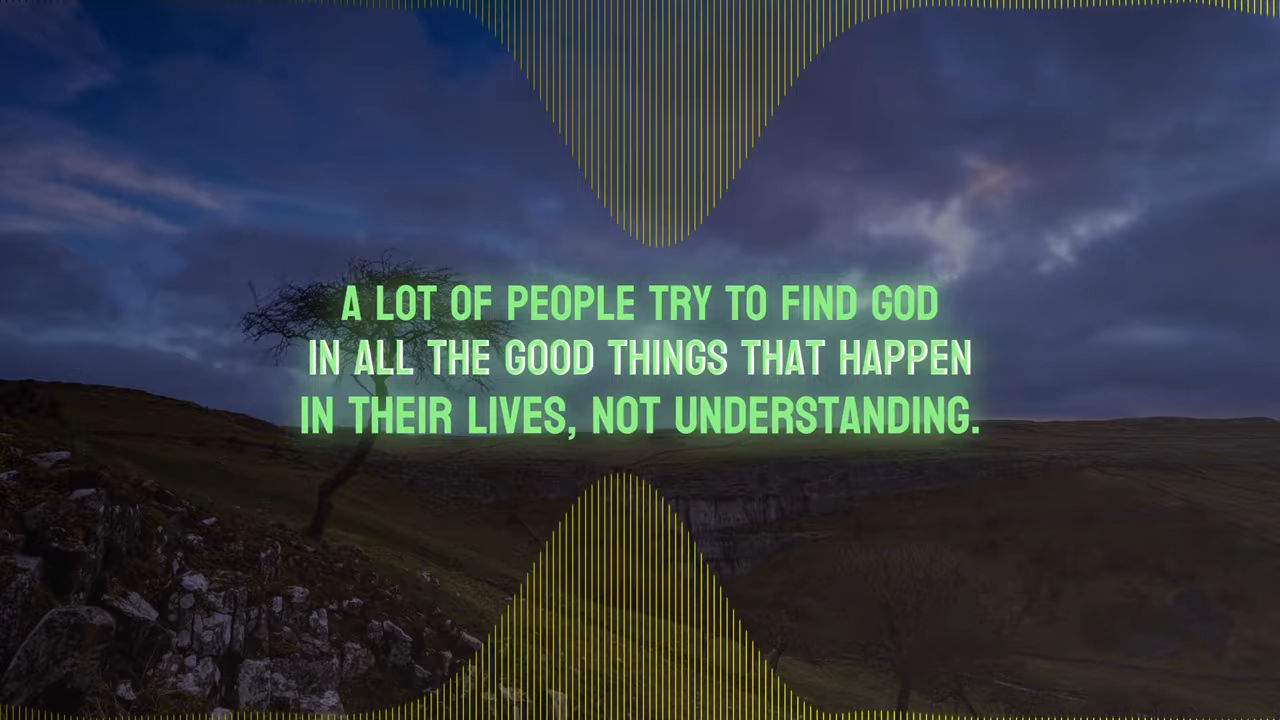 A LOT OF PEOPLE TRY TO FIND GOD
IN ALL THE GOOD THINGS THAT HAPPEN
IN THEIR LIVES, NOT UNDERSTANDING.